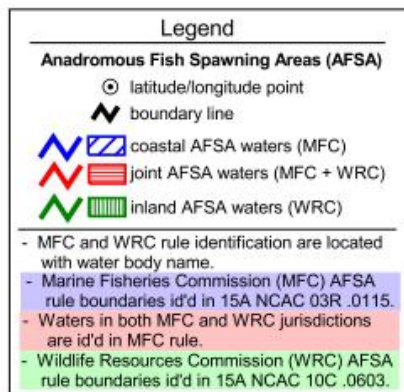 Legend
Anadromous Fish Spawning Areas (AFSA)
latitude/longitude point
boundary line
coastal AFSA waters (MFC)
joint AFSA waters (MFC + WRC)
inland AFSA waters (WRC)
- MFC and WRC rule identification are located
with water body name.
- Marine Fisheries Commission (MFC) AFSA
rule boundaries id'd in 15A NCAC 03R .0115.
- Waters in both MFC and WRC jurisdictions
are id'd in MFC rule.
- Wildlife Resources Commission (WRC) AFSA
rule boundaries id'd in 15A NCAC 10C .0603.